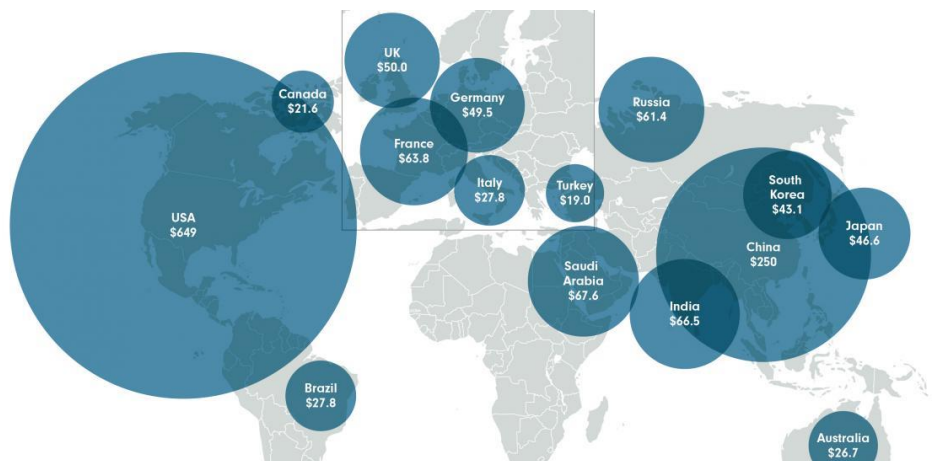 USA
$649
Canada
$21.6
Brazil
$27.8
UK
$50.0
Germany
$49.5
France
$63.8
Italy
$27.8
Turkey
$19.0
Russia
$61.4
Saudi
Arabia
$67.6
India
$66.5
China
$250
South
Korea
$43.1
Japan
$46.6
Australia
$26.7